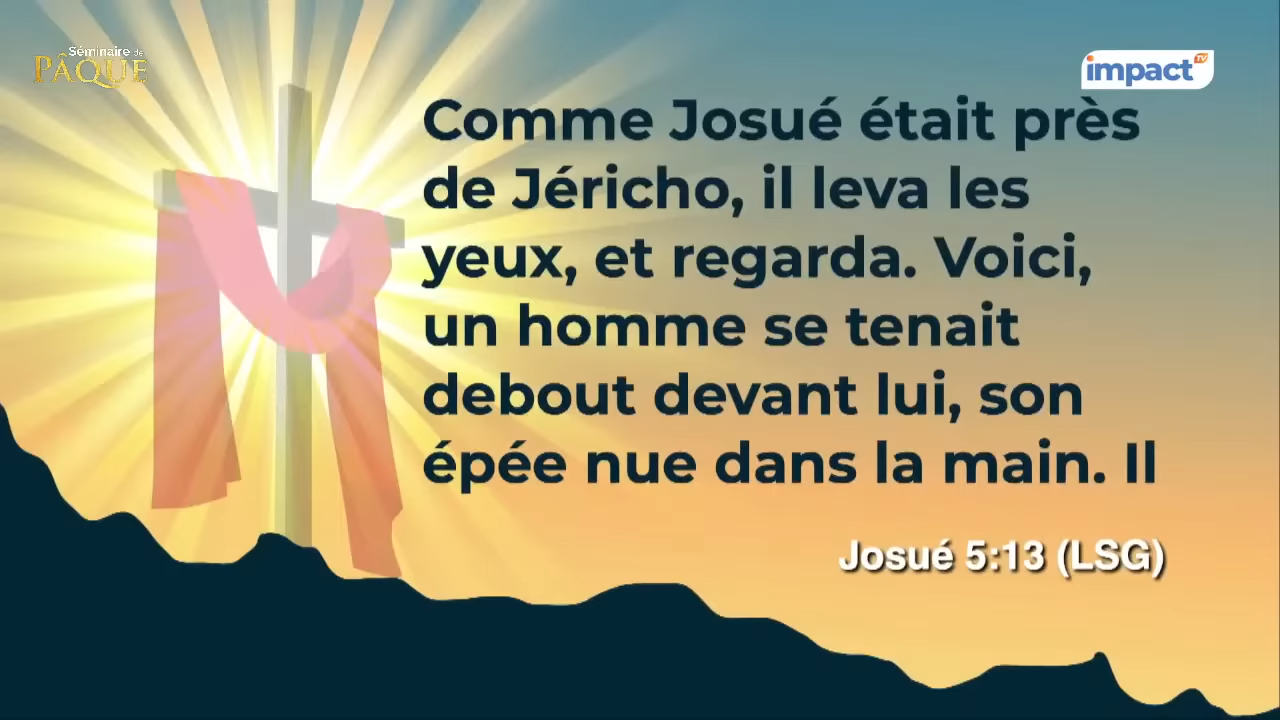 Séminaire de
PÂQUE
impact TV
Comme Josué était près
de Jéricho, il leva les
yeux, et regarda. Voici,
un homme se tenait
debout devant lui, son
épée nue dans la main. Il
Josué 5:13 (LSG)